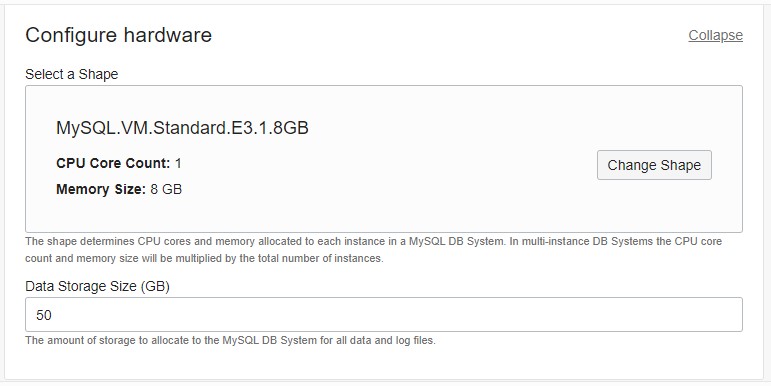 Configure hardware
Collapse
Select a Shape
MySQL.VM.Standard.E3.1.8GB
CPU Core Count: 1
Change Shape
Memory Size: 8 GB
The shape determines CPU cores and memory allocated to each instance in a MySQL DB System. In multi-instance DB Systems the CPU core
count and memory size will be multiplied by the total number of instances.
Data Storage Size (GB)
50
The amount of storage to allocate to the MySQL DB System for all data and log files.